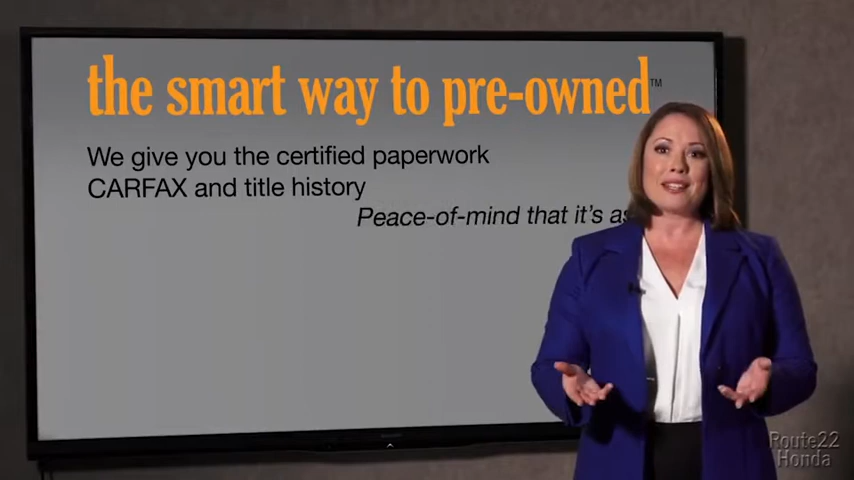 the smart way to pre-owned™
We give you the certified paperwork
CARFAX and title history
Peace-of-mind that it's as
Route22
Honda